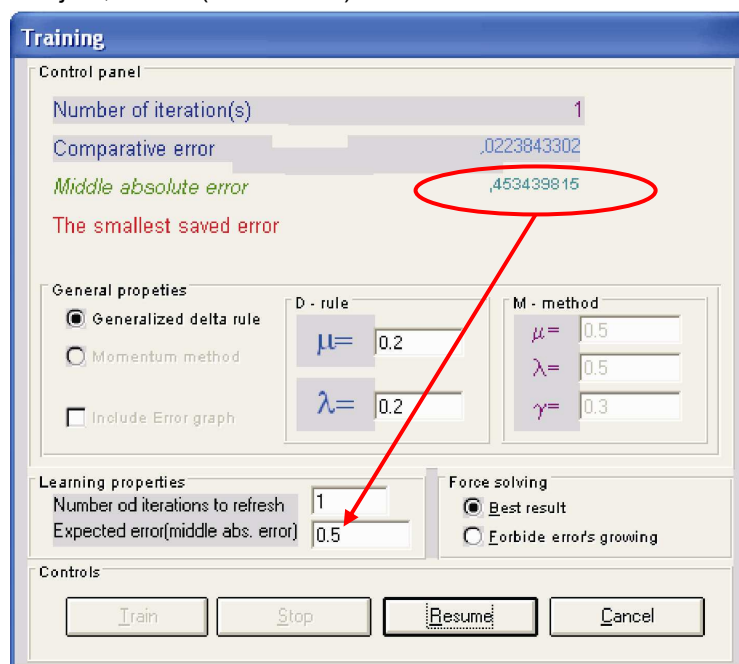 Training
Control panel
Number of iteration(s) 1
Comparative error ,0223843302
Middle absolute error ,453439815
The smallest saved error
General propeties
Generalized delta rule
Momentum method
Include Error graph
D - rule
μ= 0.2
λ= 0.2
M - method
μ= 0.5
λ= 0.5
γ= 0.3
Learning properties
Number od iterations to refresh 1
Expected error(middle abs. error) 0.5
Force solving
Best result
Forbide error's growing
Controls
Train Stop Resume Cancel